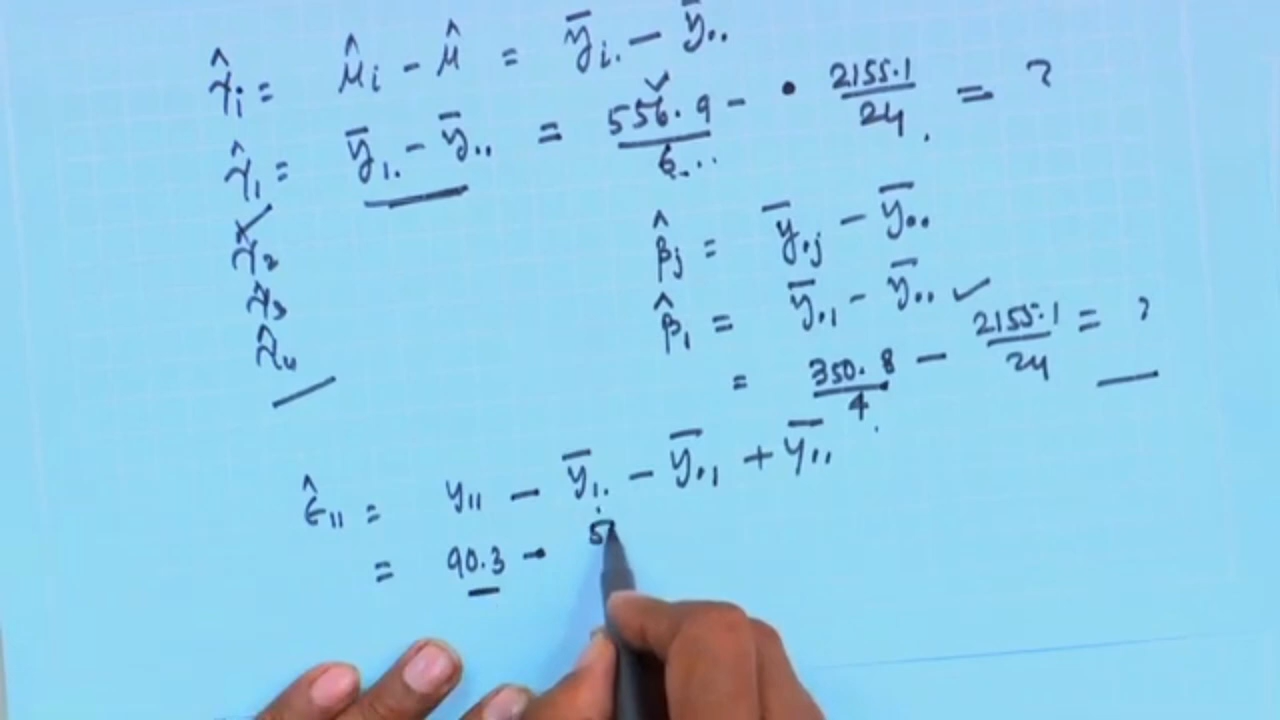 τ̂ᵢ = μ̂ᵢ - μ̂ = ȳᵢ. - ȳ..
τ̂₁ = ȳ₁. - ȳ.. = 556.9/6 - 2155.1/24 = ?
τ̂₂
τ̂₃
τ̂₄
β̂ⱼ = ȳ.ⱼ - ȳ..
β̂₁ = ȳ.₁ - ȳ.. ✓
= 350.8/4 - 2155.1/24 = ?
ε̂₁₁ = y₁₁ - ȳ₁. - ȳ.₁ + ȳ..
= 90.3 - 5